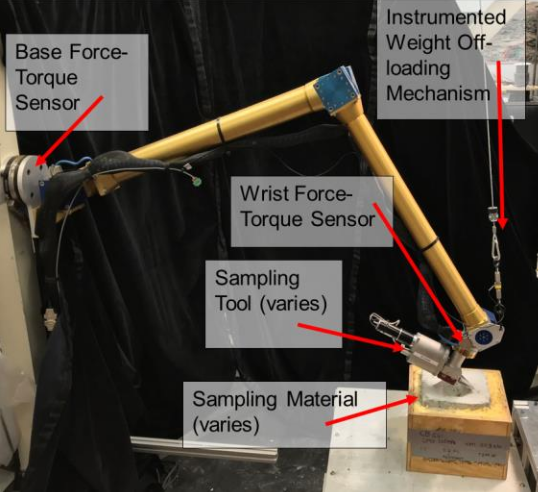 Instrumented
Weight Off-
loading
Mechanism
Base Force-
Torque
Sensor
Wrist Force-
Torque Sensor
Sampling
Tool (varies)
Sampling Material
(varies)